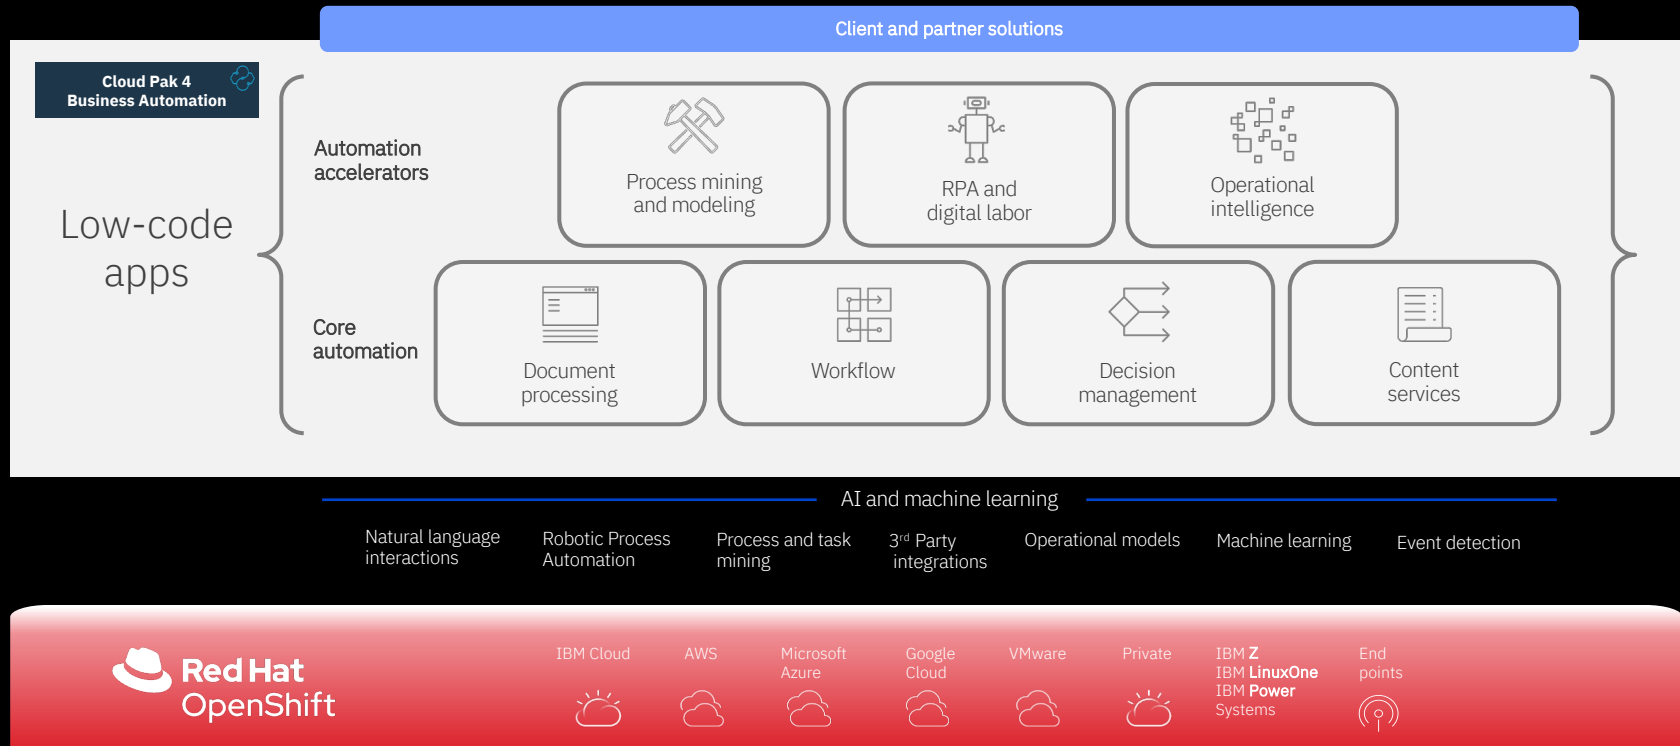 Client and partner solutions
Cloud Pak 4
Business Automation
Low-code
apps
Automation
accelerators
Process mining
and modeling
RPA and
digital labor
Operational
intelligence
Core
automation
Document
processing
Workflow
Decision
management
Content
services
AI and machine learning
Natural language
interactions
Robotic Process
Automation
Process and task
mining
3rd Party
integrations
Operational models
Machine learning
Event detection
Red Hat
OpenShift
IBM Cloud
AWS
Microsoft
Azure
Google
Cloud
VMware
Private
IBM Z
IBM LinuxOne
IBM Power
Systems
End
points